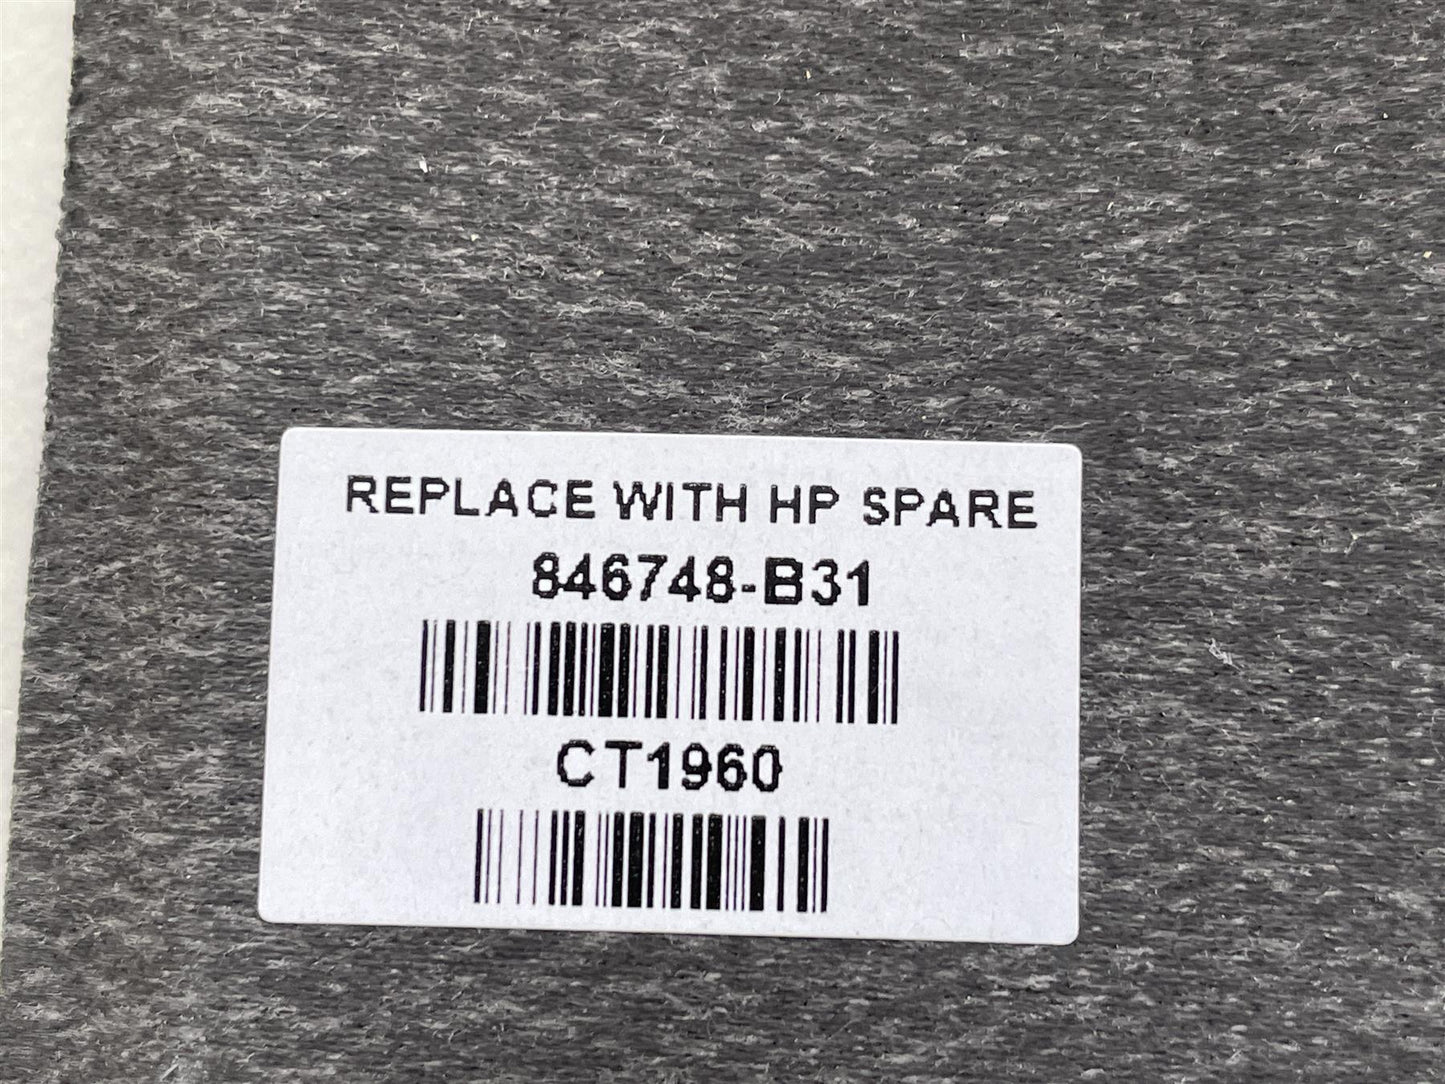 REPLACE WITH HP SPARE
846748-B31
CT1960